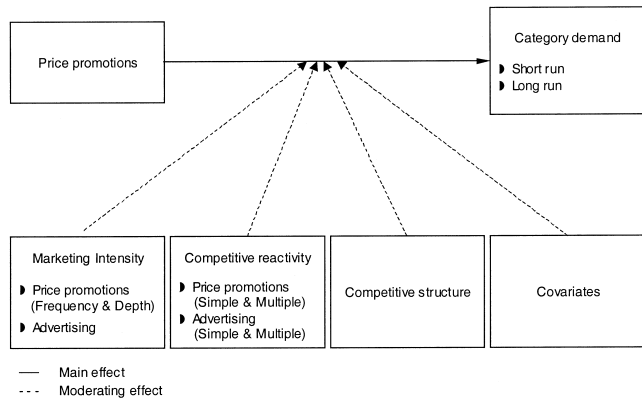 Price promotions
Category demand
Short run
Long run
Marketing Intensity
Price promotions
(Frequency & Depth)
Advertising
Competitive reactivity
Price promotions
(Simple & Multiple)
Advertising
(Simple & Multiple)
Competitive structure
Covariates
Main effect
Moderating effect